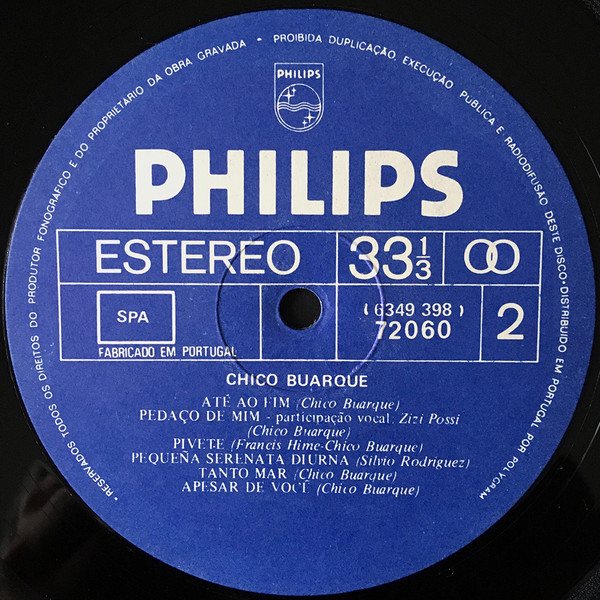 • RESERVADOS TODOS OS DIREITOS DO PRODUTOR FONOGRÁFICO E DO PROPRIETÁRIO DA OBRA GRAVADA • PROIBIDA DUPLICAÇÃO, EXECUÇÃO PÚBLICA E RADIODIFUSÃO DESTE DISCO • DISTRIBUIDO EM PORTUGAL POR POLYGRAM
PHILIPS
PHILIPS
ESTEREO 33 1/3
SPA
(6349 398)
72060
2
FABRICADO EM PORTUGAL
CHICO BUARQUE
ATÉ AO FIM (Chico Buarque)
PEDAÇO DE MIM - participação vocal: Zizi Possi
(Chico Buarque)
PIVETE (Francis Hime-Chico Buarque)
PEQUEÑA SERENATA DIURNA (Silvio Rodriguez)
TANTO MAR (Chico Buarque)
APESAR DE VOCÊ (Chico Buarque)